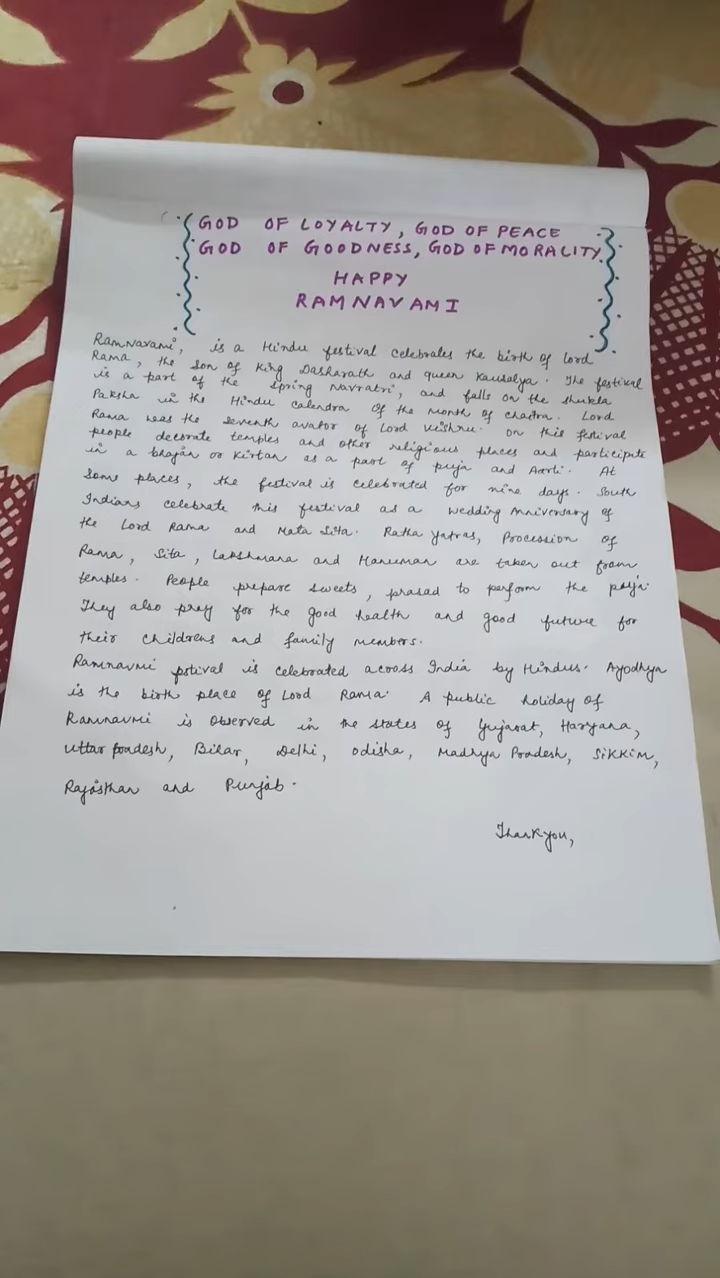 GOD OF LOYALTY, GOD OF PEACE
GOD OF GOODNESS, GOD OF MORALITY
HAPPY
RAMNAVAMI
RamNavami, is a Hindu festival celebrates the birth of Lord
Rama, the son of King Dasharath and queen Kausalya. The festival
is a part of the spring Navratri, and falls on the shukla
Paksha in the Hindu calendra of the month of chaitra. Lord
Rama was the seventh avator of Lord Vishnu. on this festival
people decorate temples and other religious places and participate
in a bhajan or Kirtan as a part of puja and Aarti. At
some places, the festival is celebrated for nine days. South
Indians celebrate this festival as a wedding Anniversary of
the Lord Rama and Mata Sita. Ratha Yatras, Procession of
Rama, Sita, Lakshmana and Hanuman are taken out from
temples. People prepare sweets, prasad to perform the puja.
They also pray for the good health and good future for
their childrens and family members.
Ramnavmi fstival is celebrated across India by Hindus. Ayodhya
is the birth place of Lord Rama. A public holiday of
Ramnavmi is observed in the states of Gujarat, Haryana,
Uttar pradesh, Bihar, Delhi, Odisha, Madhya Pradesh, Sikkim,
Rajasthan and Punjab.
Thankyou,